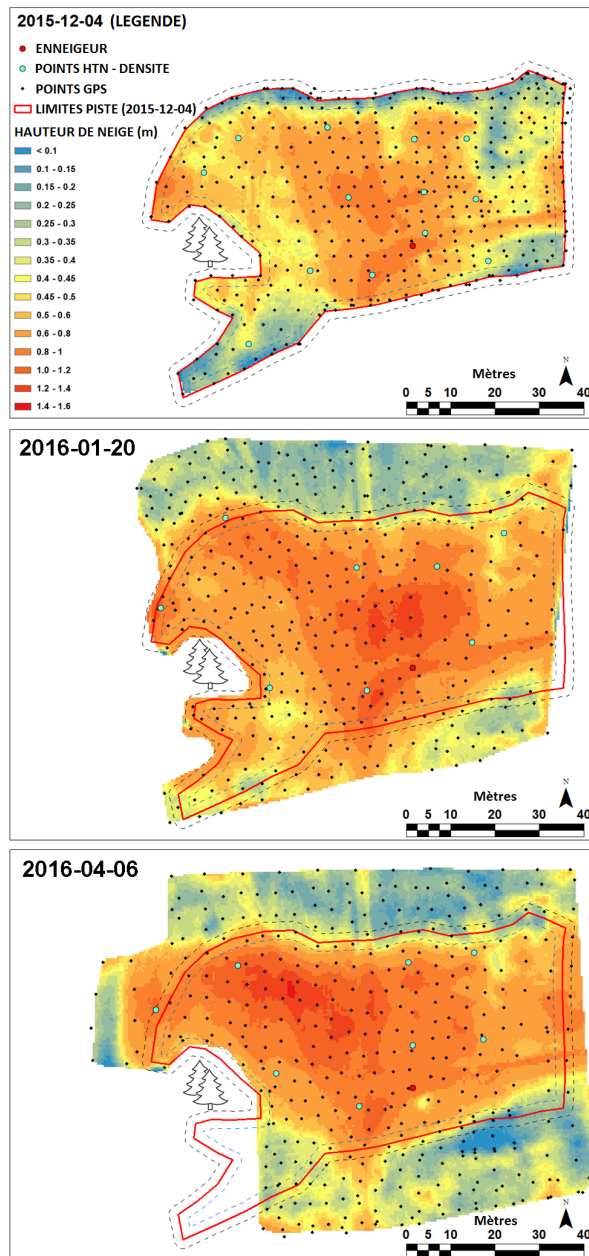 2015-12-04 (LEGENDE)
ENNEIGEUR
POINTS HTN - DENSITE
POINTS GPS
LIMITES PISTE (2015-12-04)
HAUTEUR DE NEIGE (m)
< 0.1
0.1 - 0.15
0.15 - 0.2
0.2 - 0.25
0.25 - 0.3
0.3 - 0.35
0.35 - 0.4
0.4 - 0.45
0.45 - 0.5
0.5 - 0.6
0.6 - 0.8
0.8 - 1
1.0 - 1.2
1.2 - 1.4
1.4 - 1.6
Mètres
N
0 5 10 20 30 40
2016-01-20
Mètres
N
0 5 10 20 30 40
2016-04-06
Mètres
N
0 5 10 20 30 40